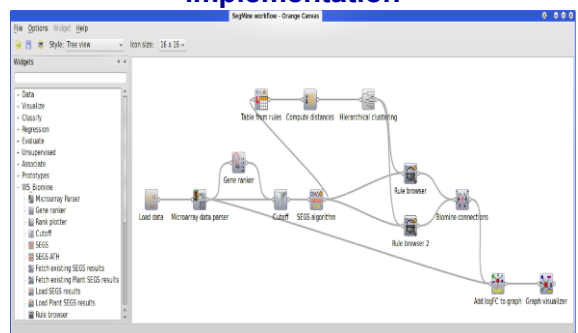 Implementation
SegMine workflow - Orange Canvas
File Options Widget Help
Style: Tree view Icon size: 16 x 16
Widgets
Data
Visualize
Classify
Regression
Evaluate
Unsupervised
Associate
Prototypes
WS_Biomine
Microarray Parser
Gene ranker
Rank plotter
Cutoff
SEGS
SEGS ATH
Fetch existing SEGS results
Fetch existing Plant SEGS results
Load SEGS results
Load Plant SEGS results
Rule browser
Table from rules
Compute distances
Hierarchical clustering
Gene ranker
Rule browser
Load data
Microarray data parser
Cutoff
SEGS algorithm
Biomine connections
Rule browser 2
Add logFC to graph
Graph visualizer